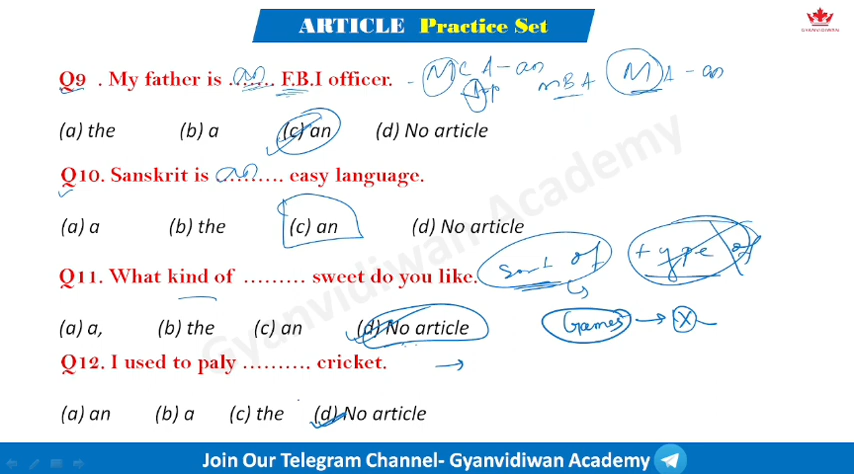 ARTICLE Practice Set
GYANVIDIWAN
Q9 . My father is an ........ F.B.I officer. - MCA - an MBA MA - an
(a) the (b) a (c) an (d) No article
Q10. Sanskrit is an .......... easy language.
(a) a (b) the (c) an (d) No article
Q11. What kind of ......... sweet do you like. sort of type of
(a) a, (b) the (c) an (d) No article Games → X
Q12. I used to paly .........., cricket. →
(a) an (b) a (c) the (d) No article
Gyanvidiwan Academy
Join Our Telegram Channel- Gyanvidiwan Academy